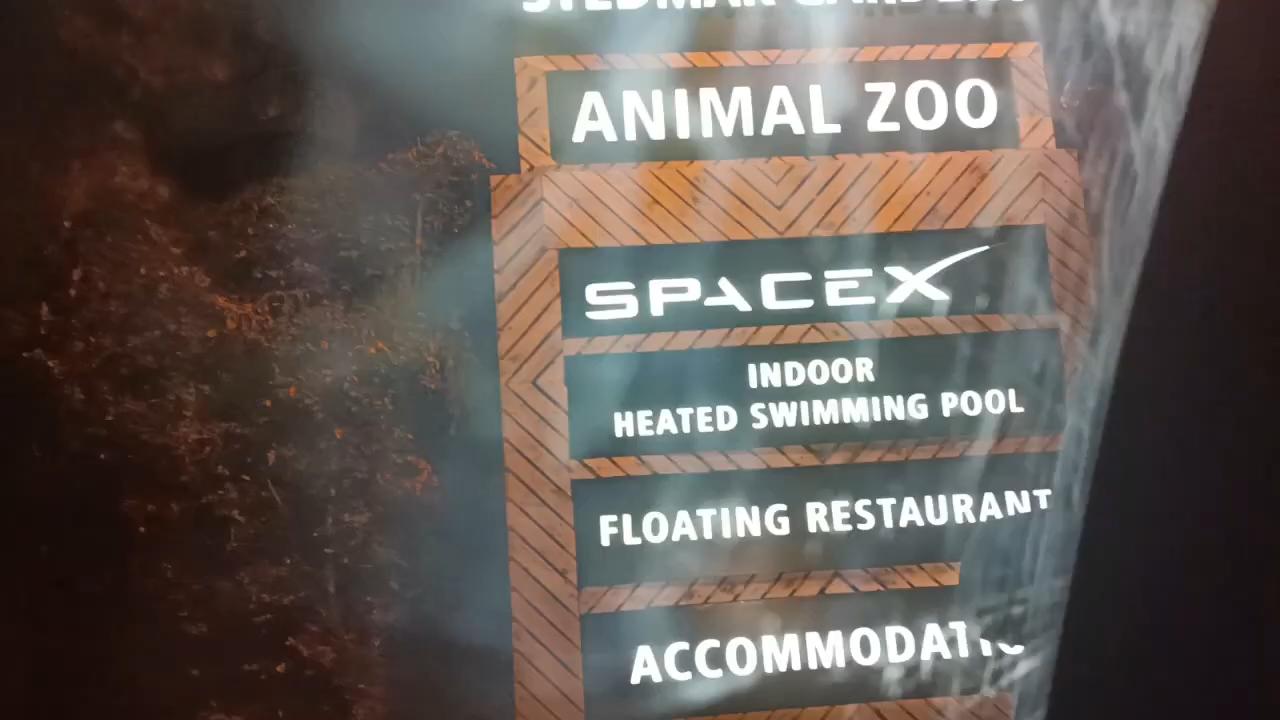 ANIMAL ZOO
SPACEX
INDOOR
HEATED SWIMMING POOL
FLOATING RESTAURANT